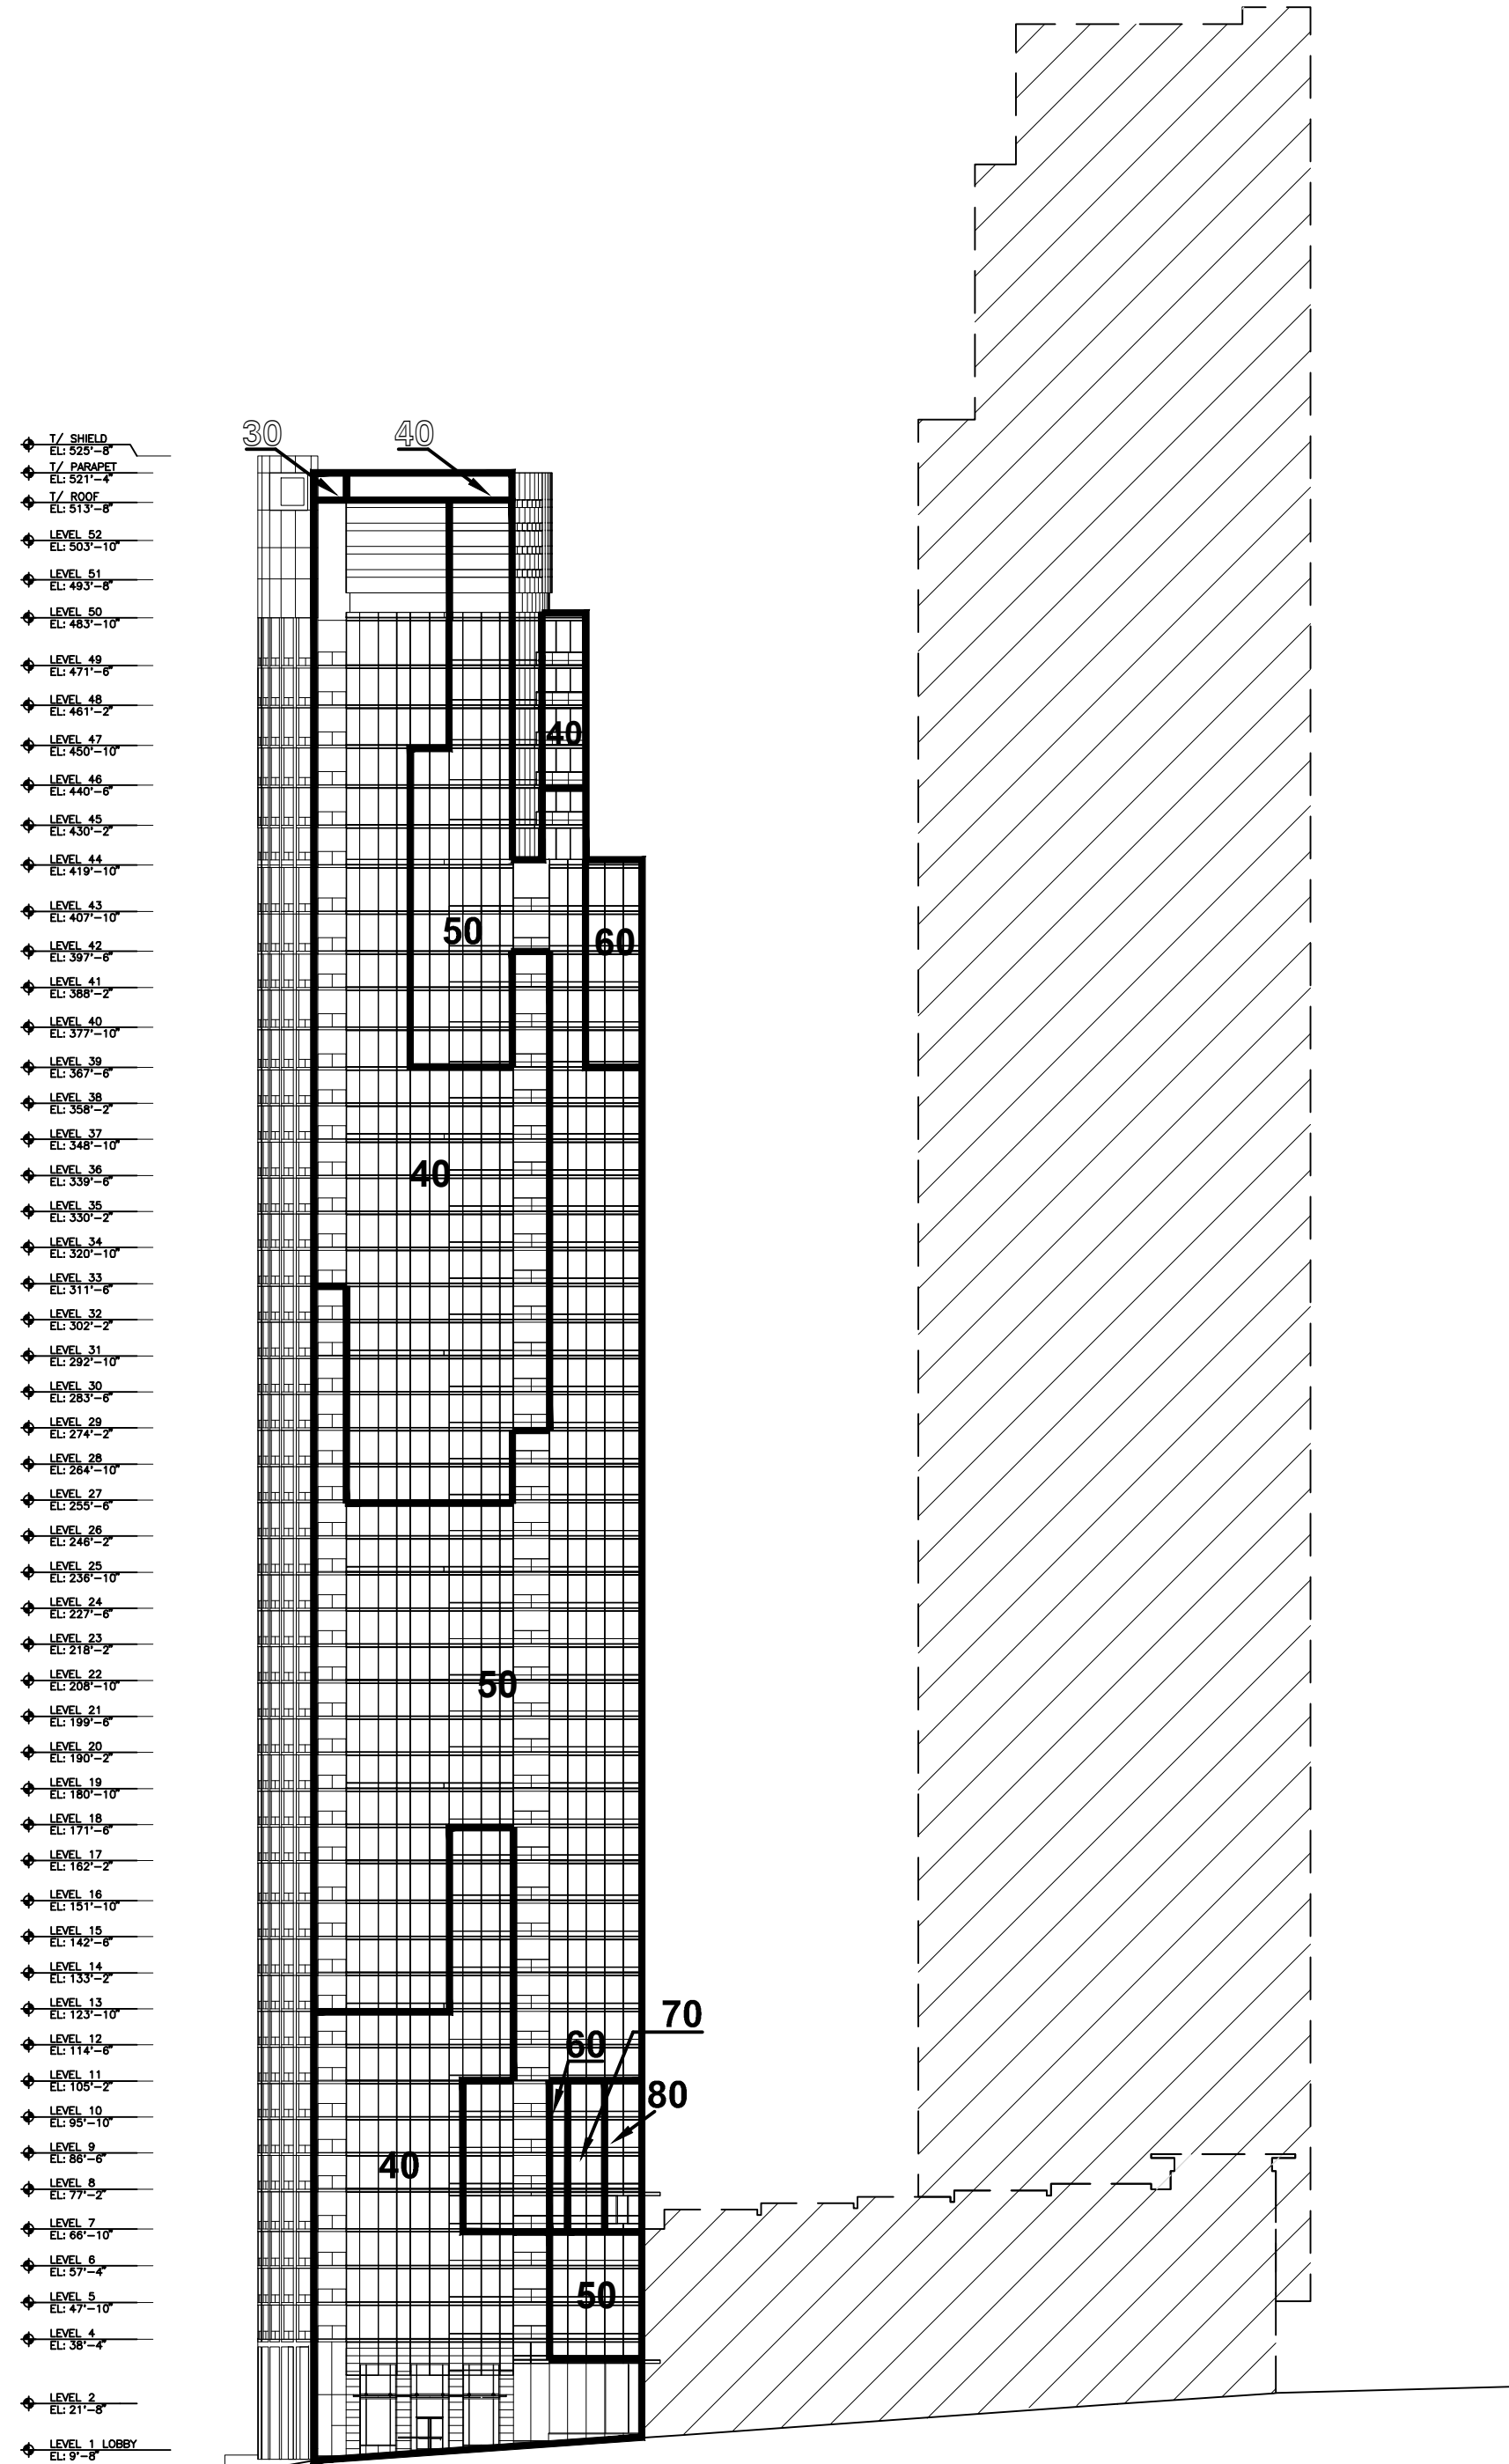 30
40
T/ SHIELD
EL: 525'-8"
T/ PARAPET
EL: 521'-4"
T/ ROOF
EL: 513'-8"
LEVEL 52
EL: 503'-10"
LEVEL 51
EL: 493'-8"
LEVEL 50
EL: 483'-10"
LEVEL 49
EL: 471'-6"
LEVEL 48
EL: 461'-2"
40
LEVEL 47
EL: 450'-10"
LEVEL 46
EL: 440'-6"
LEVEL 45
EL: 430'-2"
LEVEL 44
EL: 419'-10"
LEVEL 43
EL: 407'-10"
50
60
LEVEL 42
EL: 397'-6"
LEVEL 41
EL: 388'-2"
LEVEL 40
EL: 377'-10"
LEVEL 39
EL: 367'-6"
LEVEL 38
EL: 358'-2"
LEVEL 37
EL: 348'-10"
40
LEVEL 36
EL: 339'-6"
LEVEL 35
EL: 330'-2"
LEVEL 34
EL: 320'-10"
LEVEL 33
EL: 311'-6"
LEVEL 32
EL: 302'-2"
LEVEL 31
EL: 292'-10"
LEVEL 30
EL: 283'-6"
LEVEL 29
EL: 274'-2"
LEVEL 28
EL: 264'-10"
LEVEL 27
EL: 255'-6"
LEVEL 26
EL: 246'-2"
LEVEL 25
EL: 236'-10"
LEVEL 24
EL: 227'-6"
LEVEL 23
EL: 218'-2"
LEVEL 22
EL: 208'-10"
50
LEVEL 21
EL: 199'-6"
LEVEL 20
EL: 190'-2"
LEVEL 19
EL: 180'-10"
LEVEL 18
EL: 171'-6"
LEVEL 17
EL: 162'-2"
LEVEL 16
EL: 151'-10"
LEVEL 15
EL: 142'-6"
LEVEL 14
EL: 133'-2"
LEVEL 13
EL: 123'-10"
70
LEVEL 12
EL: 114'-6"
60
LEVEL 11
EL: 105'-2"
80
LEVEL 10
EL: 95'-10"
LEVEL 9
EL: 86'-6"
40
LEVEL 8
EL: 77'-2"
LEVEL 7
EL: 66'-10"
LEVEL 6
EL: 57'-4"
50
LEVEL 5
EL: 47'-10"
LEVEL 4
EL: 38'-4"
LEVEL 2
EL: 21'-8"
LEVEL 1 LOBBY
EL: 9'-8"